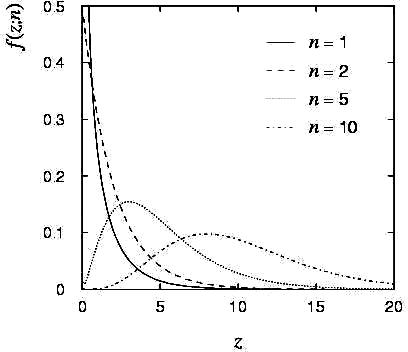 f(z;n)
0.5
0.4
0.3
0.2
0.1
0
n = 1
n = 2
n = 5
n = 10
0 5 10 15 20
z